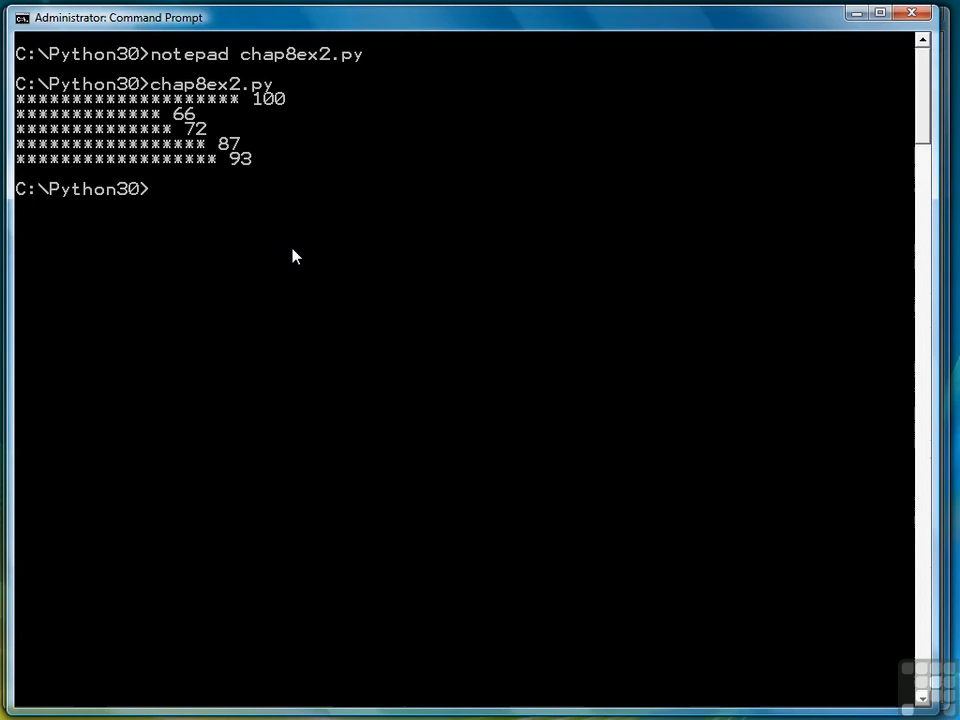 Administrator: Command Prompt
C:\Python30>notepad chap8ex2.py
C:\Python30>chap8ex2.py
******************** 100
************* 66
************** 72
***************** 87
****************** 93
C:\Python30>